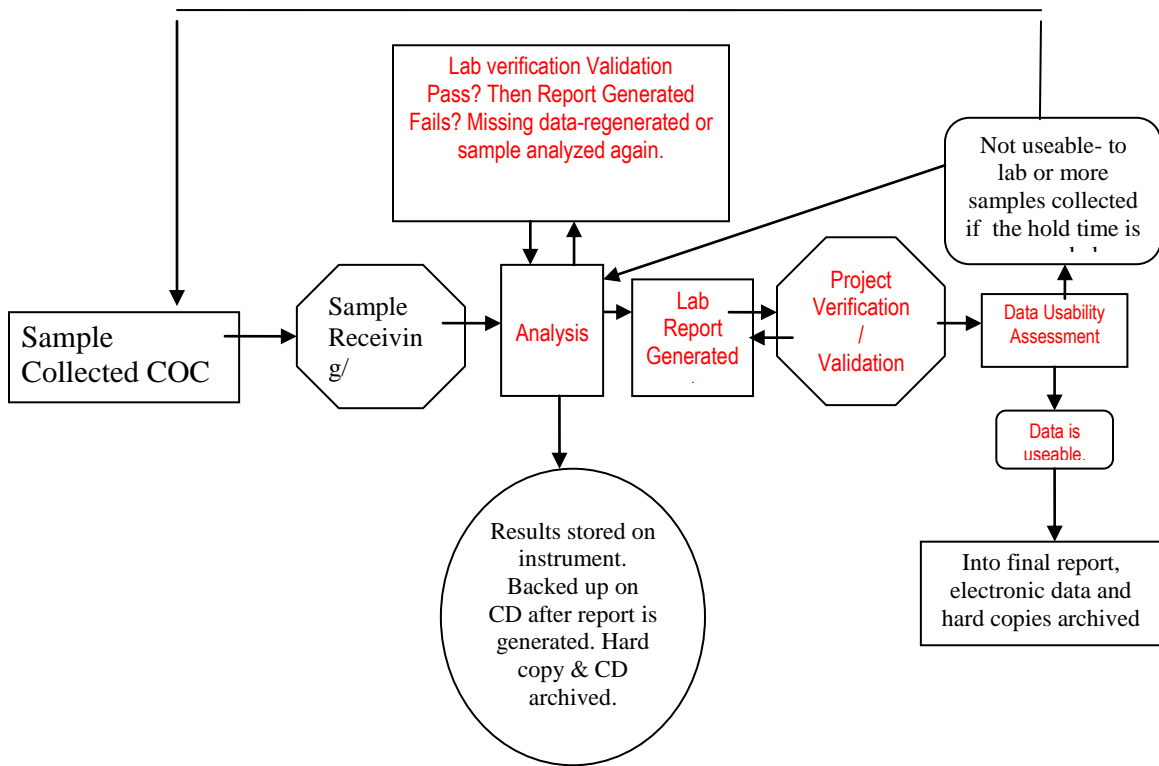 Lab verification Validation
Pass? Then Report Generated
Fails? Missing data-regenerated or
sample analyzed again.
Not useable- to
lab or more
samples collected
if the hold time is
Sample
Collected COC
Sample
Receivin
g/
Analysis
Lab
Report
Generated
.
Project
Verification
/
Validation
Data Usability
Assessment
Data is
useable.
Results stored on
instrument.
Backed up on
CD after report is
generated. Hard
copy & CD
archived.
Into final report,
electronic data and
hard copies archived